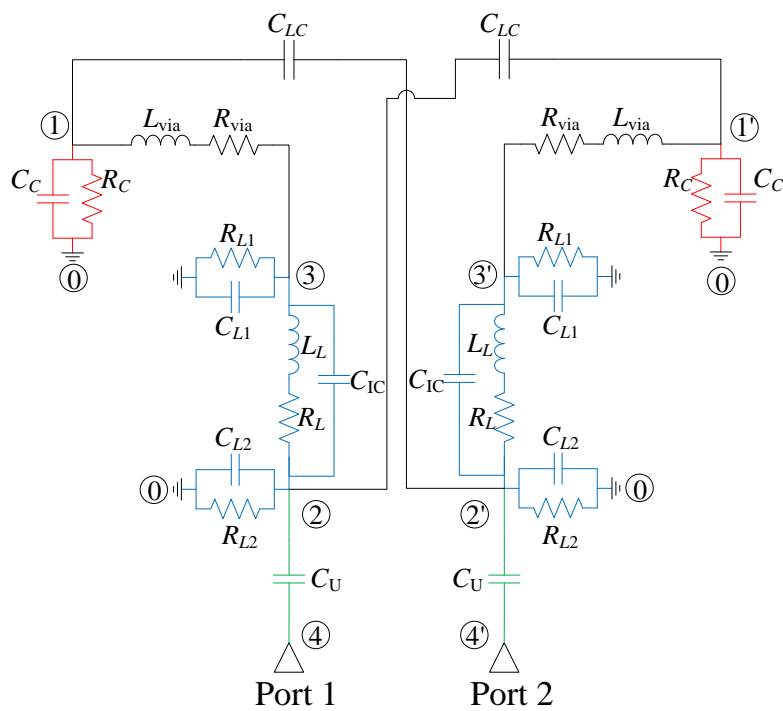 C_LC C_LC
① L_via R_via R_via L_via ①'
C_C R_C R_C C_C
⓪ ⓪
R_L1 R_L1
③ ③'
C_L1 C_L1
L_L L_L
C_IC C_IC
R_L R_L
C_L2 C_L2
⓪ ⓪
② ②'
R_L2 R_L2
C_U C_U
④ ④'
Port 1 Port 2